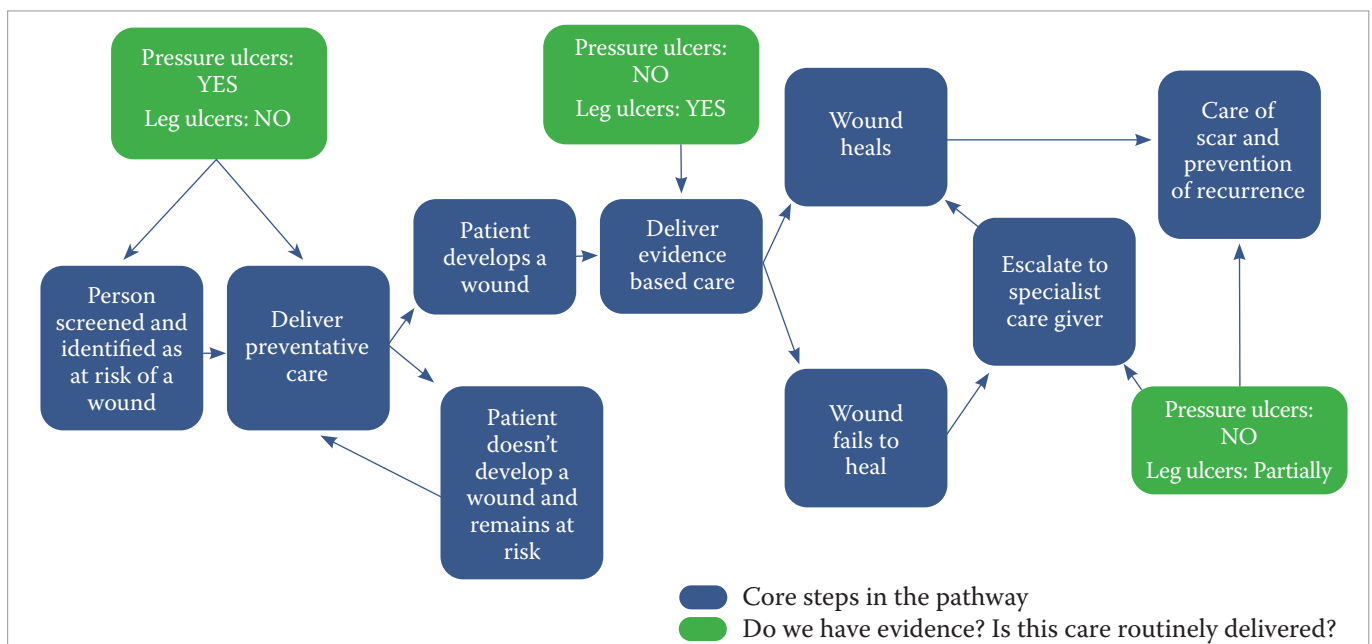 Pressure ulcers:
YES
Leg ulcers: NO
Pressure ulcers:
NO
Leg ulcers: YES
Person
screened and
identified as
at risk of a
wound
Deliver
preventative
care
Patient
develops a
wound
Patient
doesn't
develop a
wound and
remains at
risk
Deliver
evidence
based care
Wound
heals
Wound
fails to
heal
Escalate to
specialist
care giver
Care of
scar and
prevention
of recurrence
Pressure ulcers:
NO
Leg ulcers: Partially
Core steps in the pathway
Do we have evidence? Is this care routinely delivered?